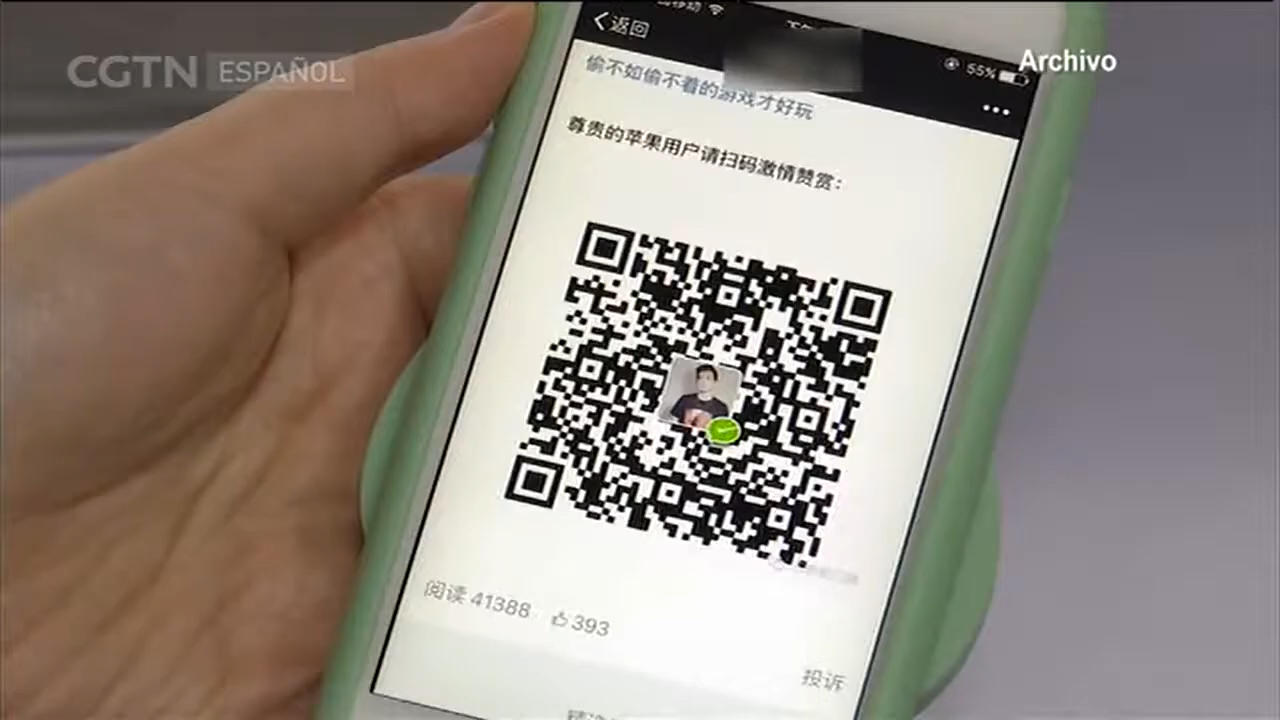 CGTN ESPAÑOL
Archivo
返回
55%
偷不如偷不着的游戏才好玩
尊贵的苹果用户请扫码激情赞赏：
阅读 41388 393
投诉